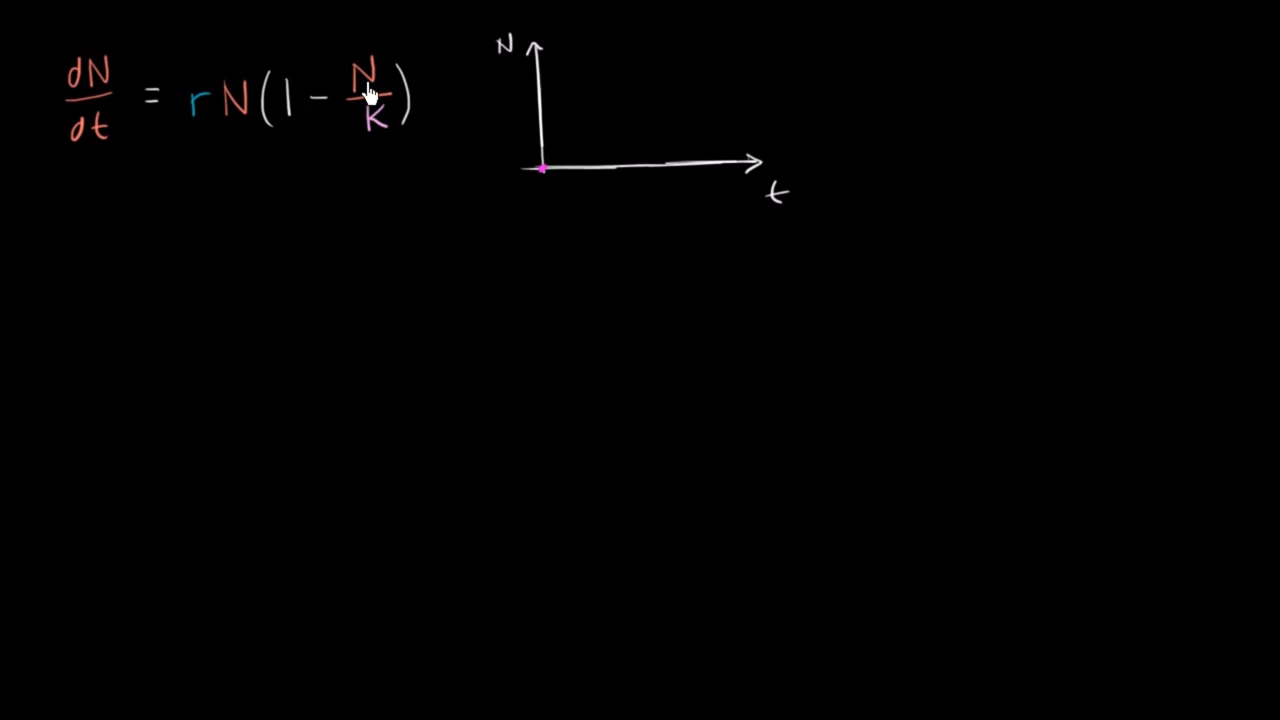 dN/dt = rN(1 - N/K)
N
t